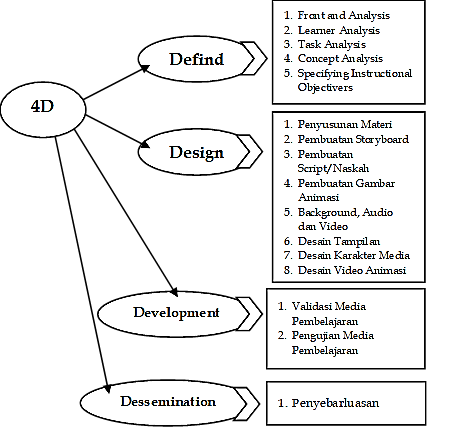 4D
Defind
1. Front and Analysis
2. Learner Analysis
3. Task Analysis
4. Concept Analysis
5. Specifying Instructional
Objectivers
Design
1. Penyusunan Materi
2. Pembuatan Storyboard
3. Pembuatan
Script/Naskah
4. Pembuatan Gambar
Animasi
5. Background, Audio
dan Video
6. Desain Tampilan
7. Desain Karakter Media
8. Desain Video Animasi
Development
1. Validasi Media
Pembelajaran
2. Pengujian Media
Pembelajaran
Dessemination
1. Penyebarluasan